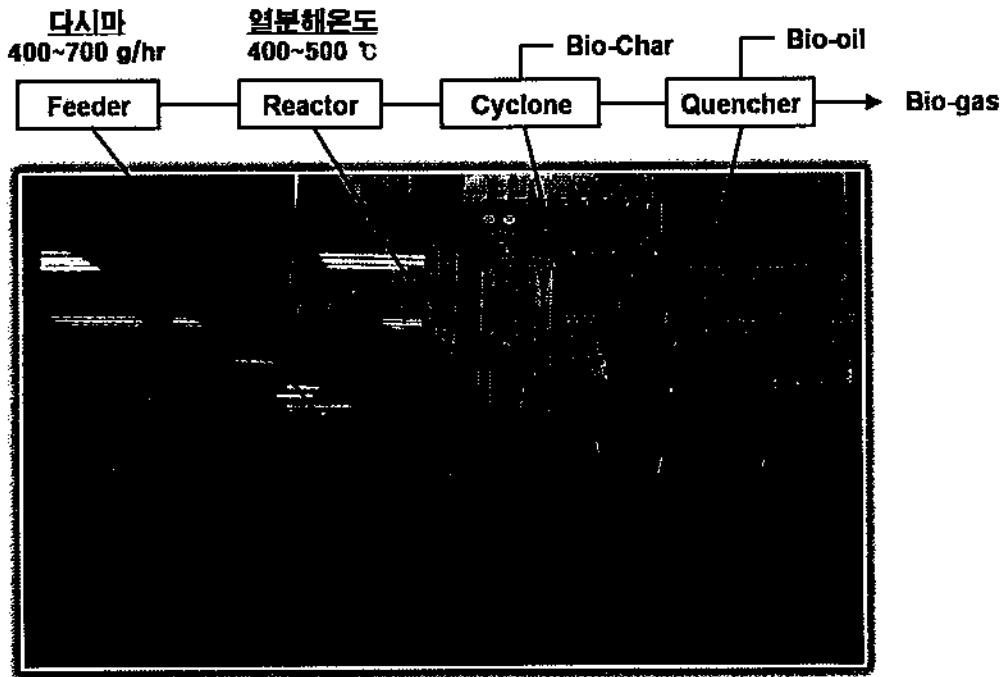 다시마
400~700 g/hr
열분해온도
400~500 ℃
Bio-Char
Bio-oil
Feeder
Reactor
Cyclone
Quencher
Bio-gas